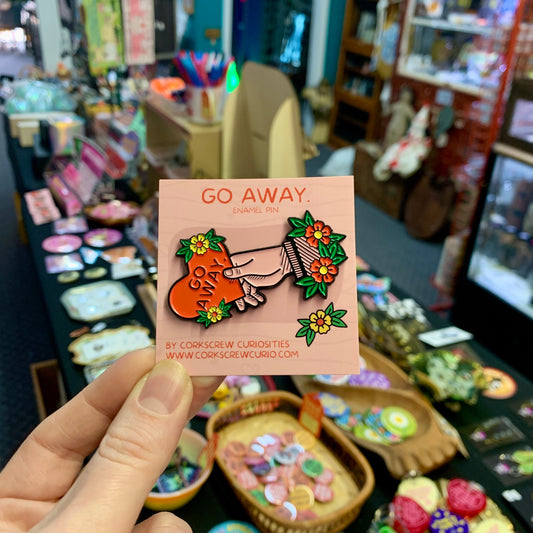 GO AWAY.
ENAMEL PIN
GO
AWAY.
BY CORKSCREW CURIOSITIES
WWW.CORKSCREWCURIO.COM